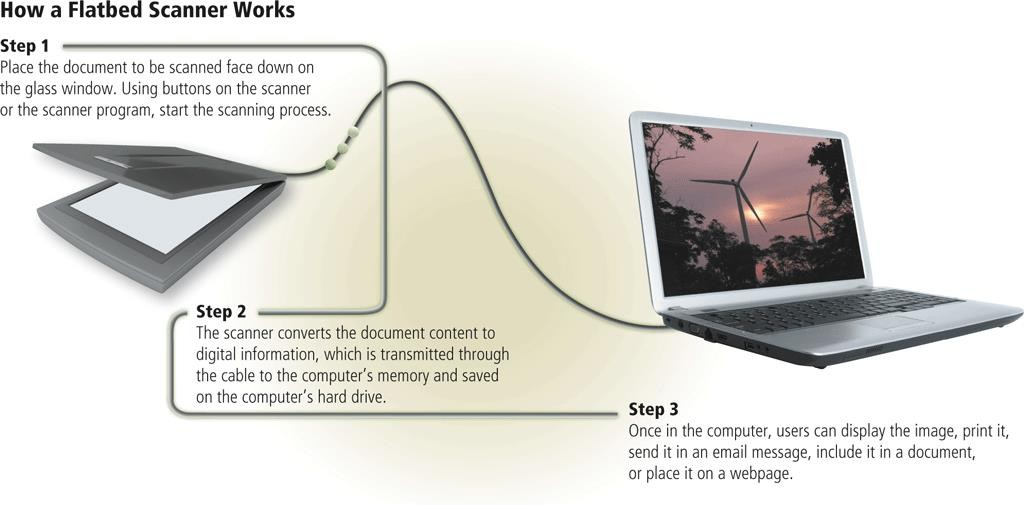 How a Flatbed Scanner Works
Step 1
Place the document to be scanned face down on
the glass window. Using buttons on the scanner
or the scanner program, start the scanning process.
Step 2
The scanner converts the document content to
digital information, which is transmitted through
the cable to the computer’s memory and saved
on the computer’s hard drive.
Step 3
Once in the computer, users can display the image, print it,
send it in an email message, include it in a document,
or place it on a webpage.